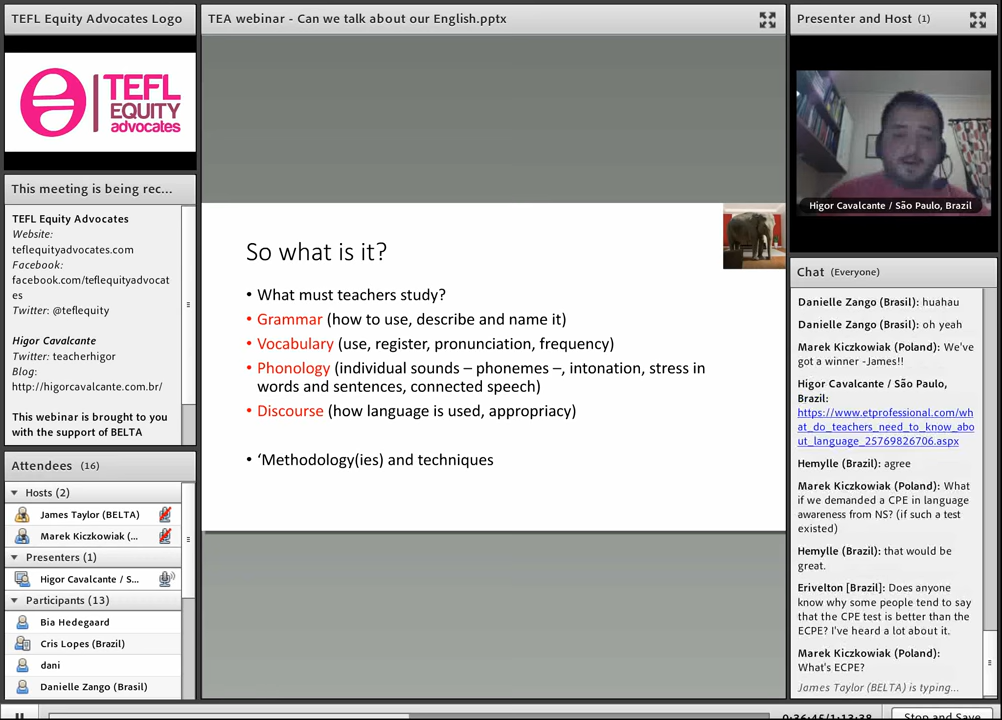 TEFL Equity Advocates Logo
TEFL
EQUITY
advocates
This meeting is being rec...
TEFL Equity Advocates
Website:
teflequityadvocates.com
Facebook:
facebook.com/teflequityadvocat
es
Twitter: @teflequity
Higor Cavalcante
Twitter: teacherhigor
Blog:
http://higorcavalcante.com.br/
This webinar is brought to you
with the support of BELTA
Attendees (16)
Hosts (2)
James Taylor (BELTA)
Marek Kiczkowiak (...
Presenters (1)
Higor Cavalcante / S...
Participants (13)
Bia Hedegaard
Cris Lopes (Brazil)
dani
Danielle Zango (Brasil)
TEA webinar - Can we talk about our English.pptx
So what is it?
• What must teachers study?
• Grammar (how to use, describe and name it)
• Vocabulary (use, register, pronunciation, frequency)
• Phonology (individual sounds – phonemes –, intonation, stress in
words and sentences, connected speech)
• Discourse (how language is used, appropriacy)
• ‘Methodology(ies) and techniques
Presenter and Host (1)
Higor Cavalcante / São Paulo, Brazil
Chat (Everyone)
Danielle Zango (Brasil): huahau
Danielle Zango (Brasil): oh yeah
Marek Kiczkowiak (Poland): We've
got a winner -James!!
Higor Cavalcante / São Paulo,
Brazil:
https://www.etprofessional.com/wh
at_do_teachers_need_to_know_abo
ut_language_25769826706.aspx
Hemylle (Brazil): agree
Marek Kiczkowiak (Poland): What
if we demanded a CPE in language
awareness from NS? (if such a test
existed)
Hemylle (Brazil): that would be
great.
Erivelton [Brazil]: Does anyone
know why some people tend to say
that the CPE test is better than the
ECPE? I've heard a lot about it.
Marek Kiczkowiak (Poland):
What's ECPE?
James Taylor (BELTA) is typing...
0:36:45/1:13:38
Stop and Save